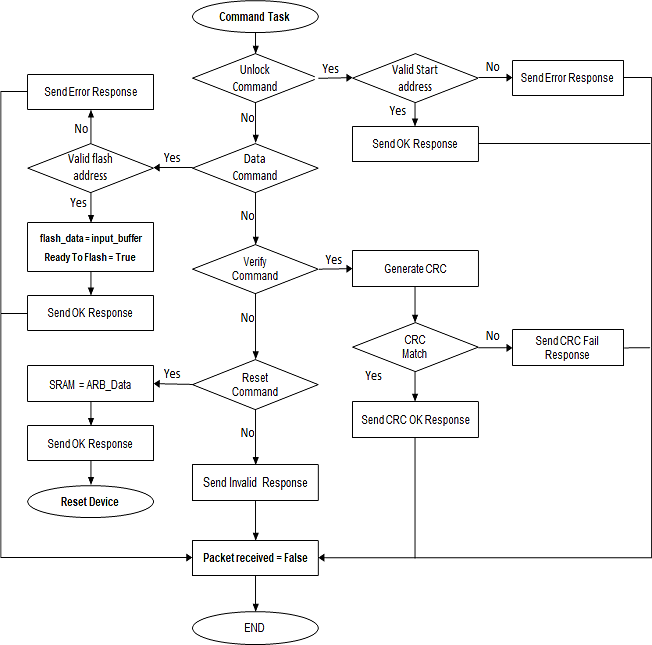 Command Task
Unlock
Command
Yes
Valid Start
address
No
Send Error Response
Send Error Response
No
Yes
Send OK Response
No
Valid flash
address
Yes
Data
Command
Yes
No
flash_data = input_buffer
Ready To Flash = True
Verify
Command
Yes
Generate CRC
Send OK Response
No
CRC
Match
No
Send CRC Fail
Response
Yes
SRAM = ARB_Data
Yes
Reset
Command
Send CRC OK Response
No
Send OK Response
Send Invalid Response
Reset Device
Packet received = False
END